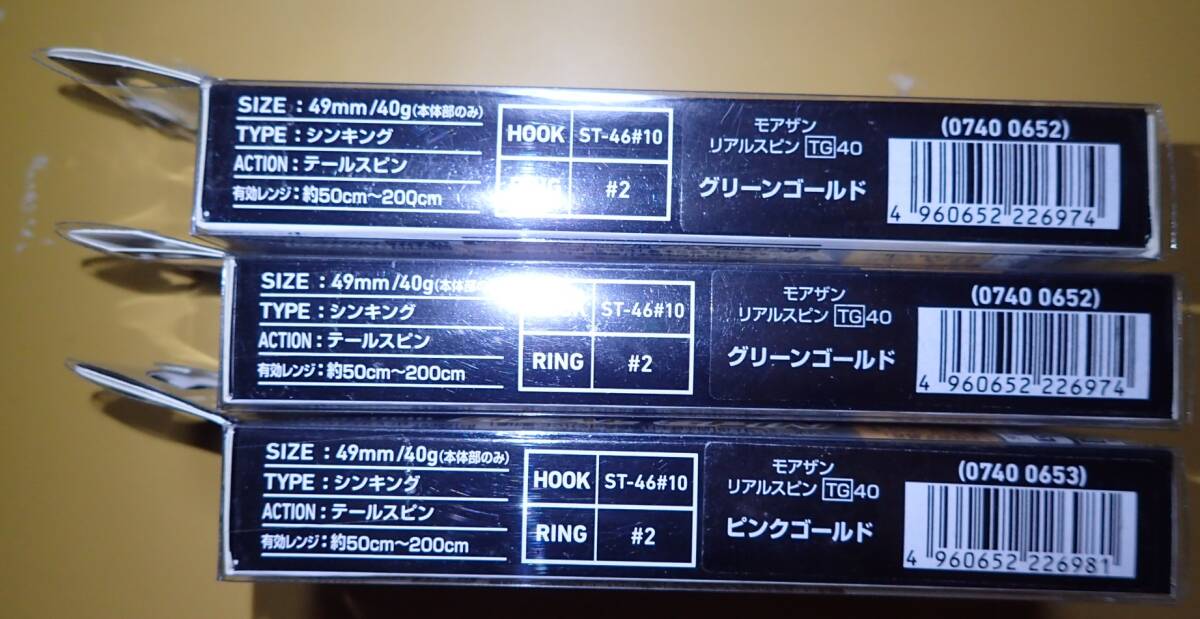 SIZE : 49mm/40g(本体部のみ)
TYPE : シンキング
ACTION : テールスピン
有効レンジ : 約50cm〜200cm
HOOK ST-46#10
RING #2
モアザン
リアルスピン TG 40
グリーンゴールド
(0740 0652)
4 960652 226974
SIZE : 49mm/40g(本体部の
TYPE : シンキング
ACTION : テールスピン
有効レンジ : 約50cm〜200cm
ST-46#10
RING #2
モアザン
リアルスピン TG 40
グリーンゴールド
(0740 0652)
4 960652 226974
SIZE : 49mm/40g(本体部のみ)
TYPE : シンキング
ACTION : テールスピン
有効レンジ : 約50cm〜200cm
HOOK ST-46#10
RING #2
モアザン
リアルスピン TG 40
ピンクゴールド
(0740 0653)
4 960652 226981